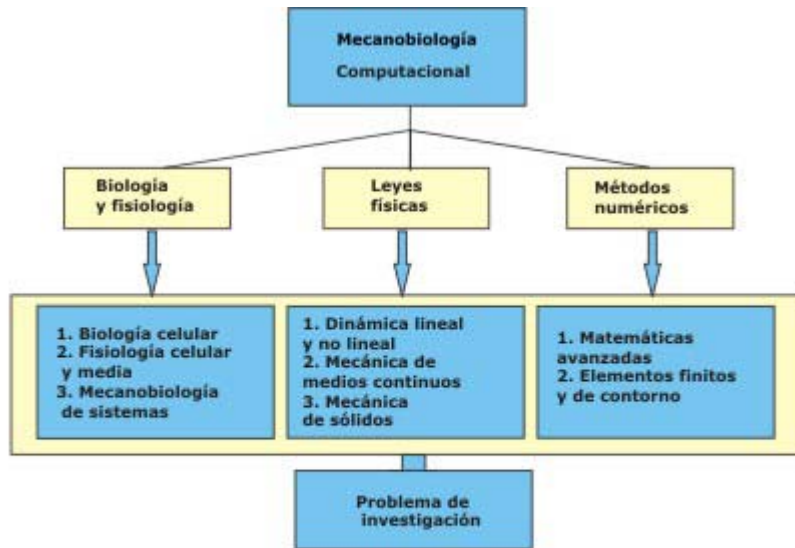 Mecanobiología
Computacional
Biología
y fisiología
Leyes
físicas
Métodos
numéricos
1. Biología celular
2. Fisiología celular
y media
3. Mecanobiología
de sistemas
1. Dinámica lineal
y no lineal
2. Mecánica de
medios continuos
3. Mecánica
de sólidos
1. Matemáticas
avanzadas
2. Elementos finitos
y de contorno
Problema de
investigación